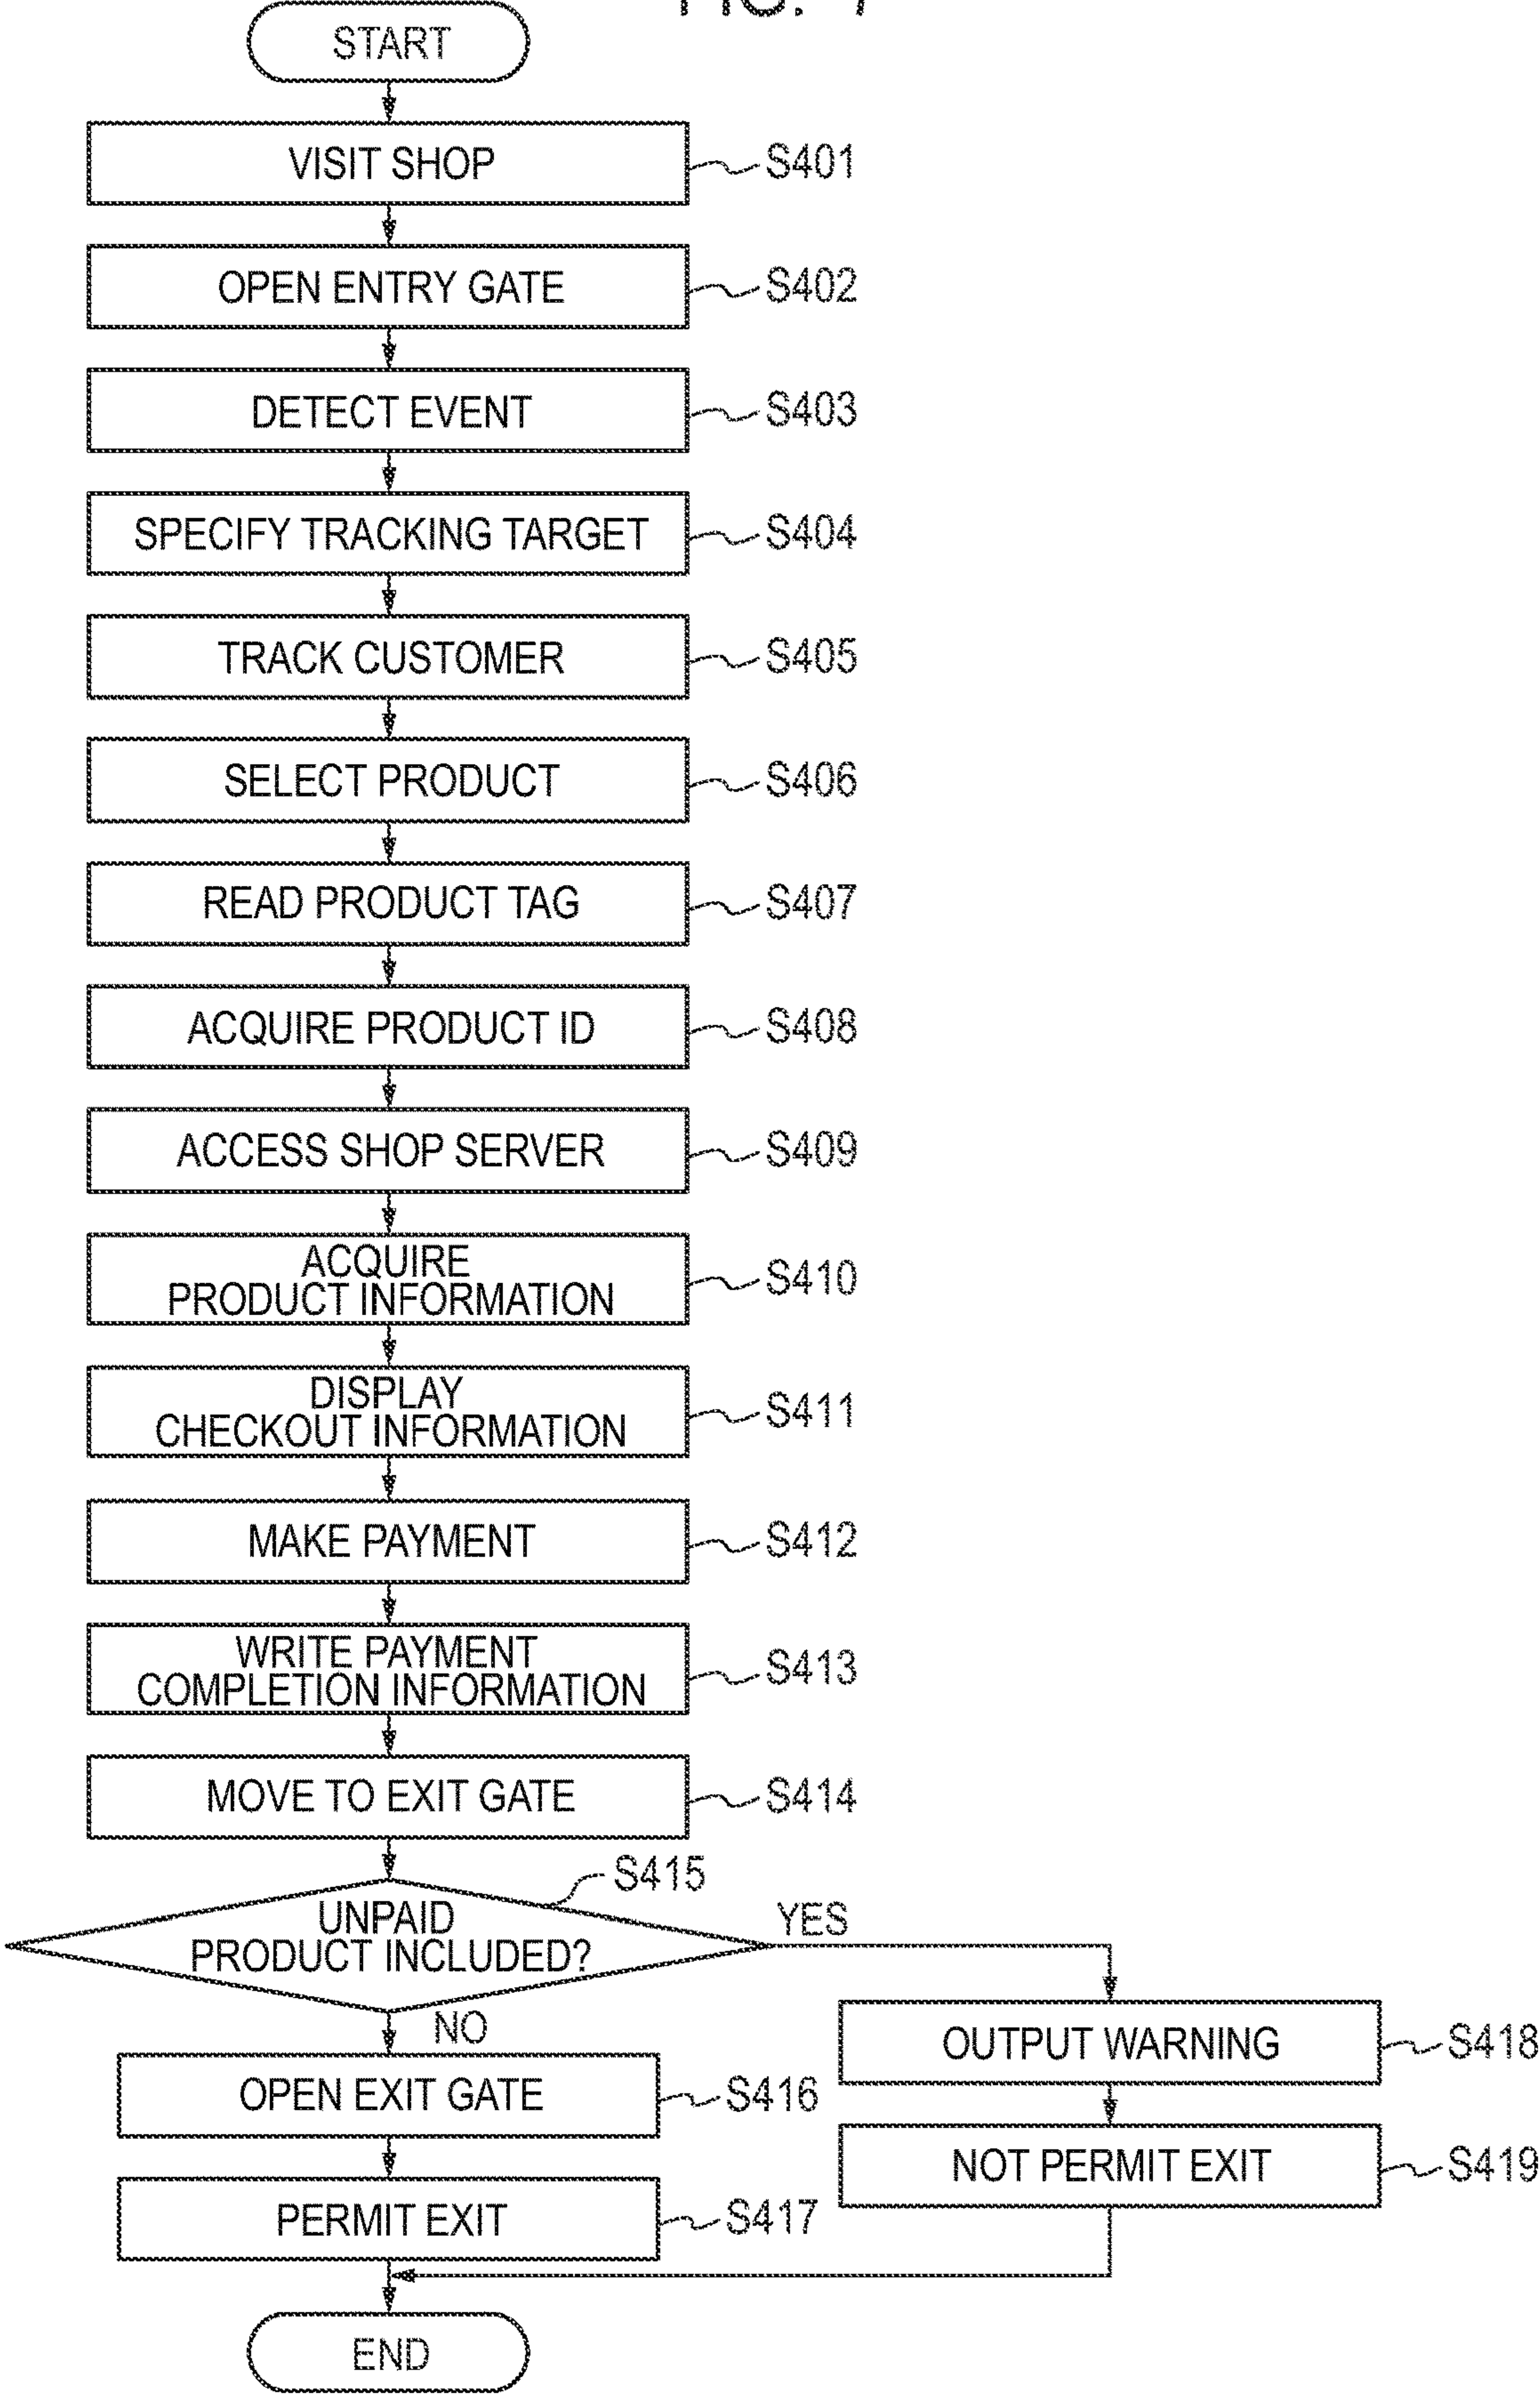 START
VISIT SHOP
S401
OPEN ENTRY GATE
S402
DETECT EVENT
S403
SPECIFY TRACKING TARGET
S404
TRACK CUSTOMER
S405
SELECT PRODUCT
S406
READ PRODUCT TAG
S407
ACQUIRE PRODUCT ID
S408
ACCESS SHOP SERVER
S409
ACQUIRE
PRODUCT INFORMATION
S410
DISPLAY
CHECKOUT INFORMATION
S411
MAKE PAYMENT
S412
WRITE PAYMENT
COMPLETION INFORMATION
S413
MOVE TO EXIT GATE
S414
S415
UNPAID
PRODUCT INCLUDED?
YES
NO
OUTPUT WARNING
S418
OPEN EXIT GATE
S416
NOT PERMIT EXIT
S419
PERMIT EXIT
S417
END